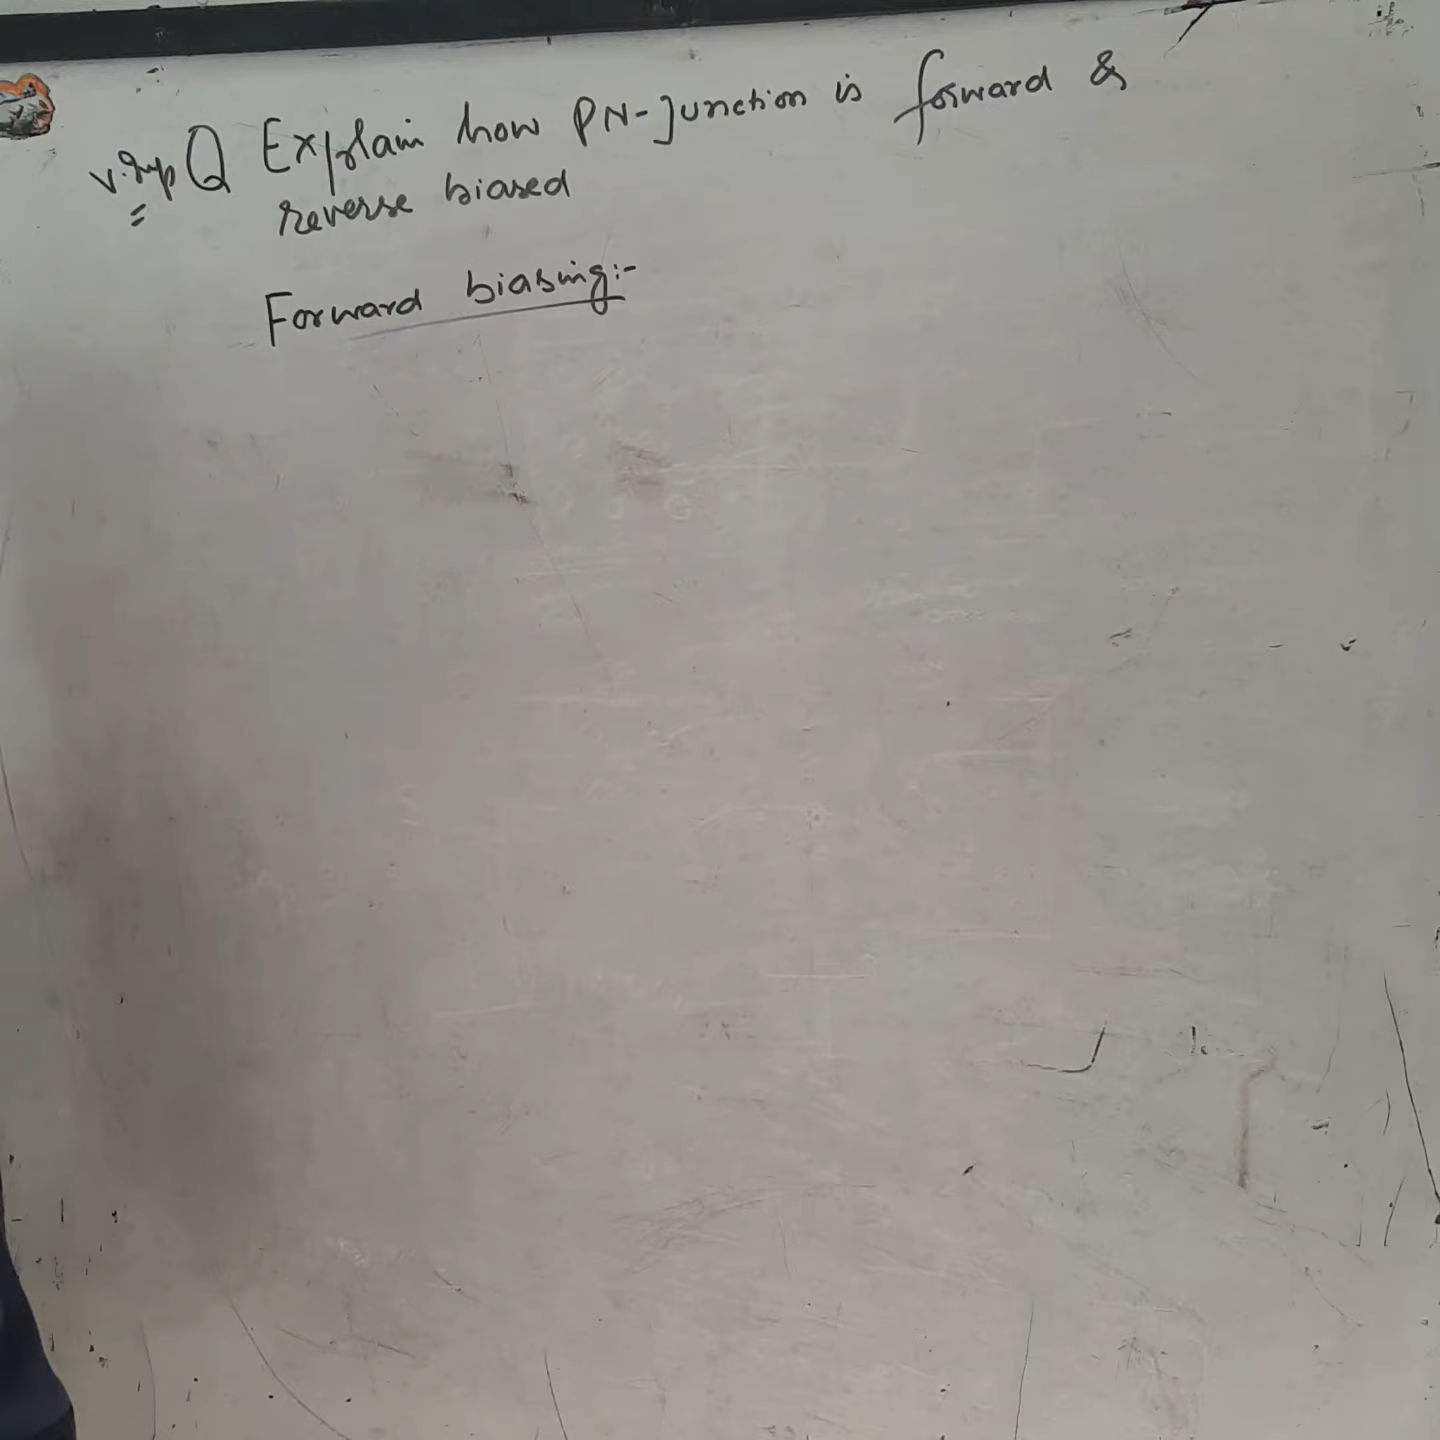 v.Imp Q Explain how PN-Junction is forward &
reverse biased
Forward biasing:-